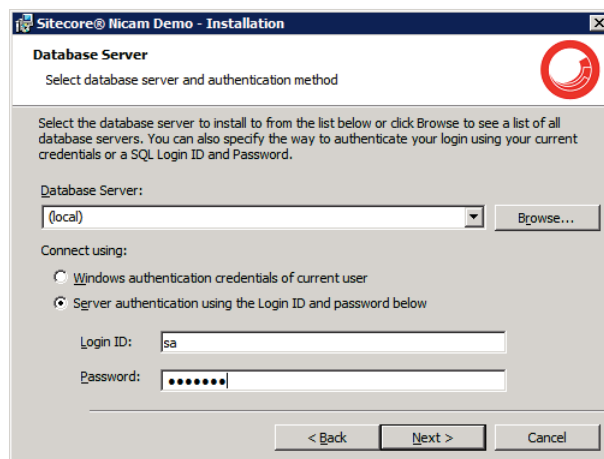 Sitecore® Nicam Demo - Installation
Database Server
Select database server and authentication method
Select the database server to install to from the list below or click Browse to see a list of all
database servers. You can also specify the way to authenticate your login using your current
credentials or a SQL Login ID and Password.
Database Server:
(local)
Browse...
Connect using:
Windows authentication credentials of current user
Server authentication using the Login ID and password below
Login ID:
sa
Password:
•••••••
< Back
Next >
Cancel